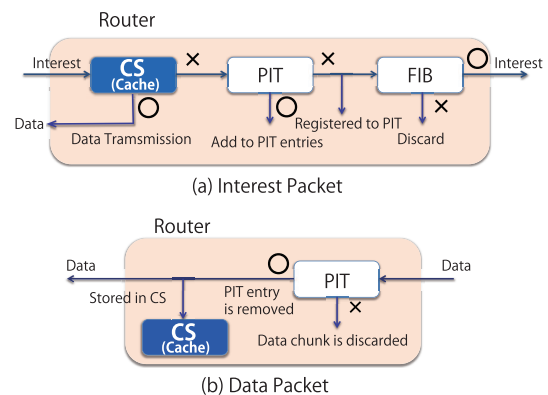 Router
Interest
CS
(Cache)
×
PIT
×
FIB
Interest
Data
Data Transmission
Add to PIT entries
Registered to PIT
×
Discard
(a) Interest Packet
Router
Data
Stored in CS
PIT entry
is removed
PIT
Data
×
CS
(Cache)
Data chunk is discarded
(b) Data Packet